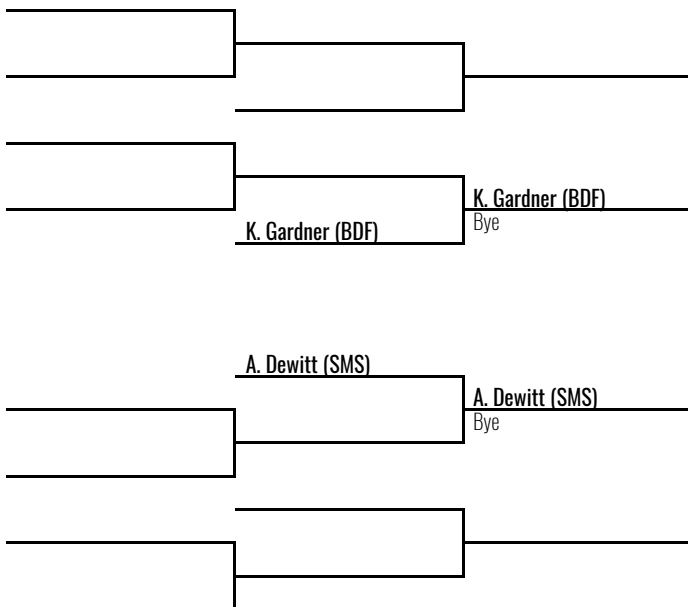 K. Gardner (BDF)
Bye
K. Gardner (BDF)
A. Dewitt (SMS)
A. Dewitt (SMS)
Bye